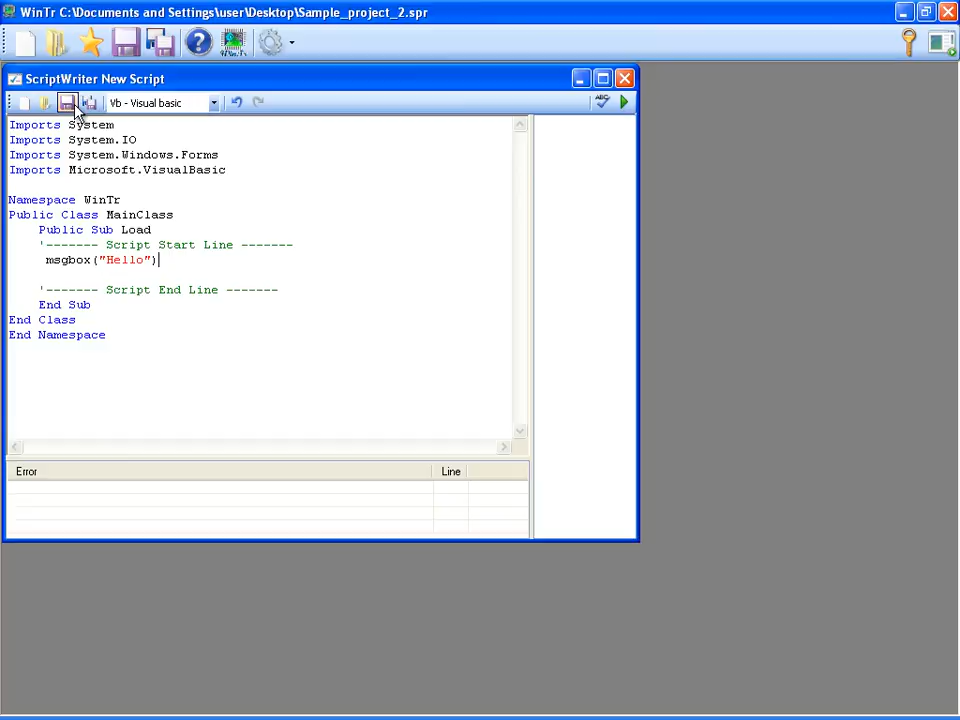 WinTr C:\Documents and Settings\user\Desktop\Sample_project_2.spr
WinTr
ScriptWriter New Script
Vb - Visual basic
ABC
Imports System
Imports System.IO
Imports System.Windows.Forms
Imports Microsoft.VisualBasic
Namespace WinTr
Public Class MainClass
Public Sub Load
'------- Script Start Line -------
msgbox("Hello")
'------- Script End Line -------
End Sub
End Class
End Namespace
Error Line